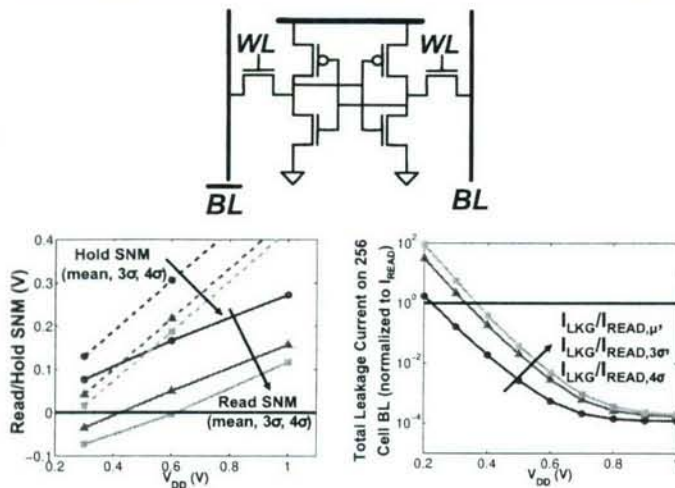 WL
WL
BL
BL
Read/Hold SNM (V)
0.4
0.3
0.2
0.1
0
-0.1
Hold SNM
(mean, 3σ, 4σ)
Read SNM
(mean, 3σ, 4σ)
0.2
0.4
0.6
0.8
1
V_DD (V)
Total Leakage Current on 256
Cell BL (normalized to I_READ)
10^2
10^0
10^-2
10^-4
I_LKG/I_READ,μ,
I_LKG/I_READ,3σ,
I_LKG/I_READ,4σ
0.2
0.4
0.6
0.8
1
V_DD (V)